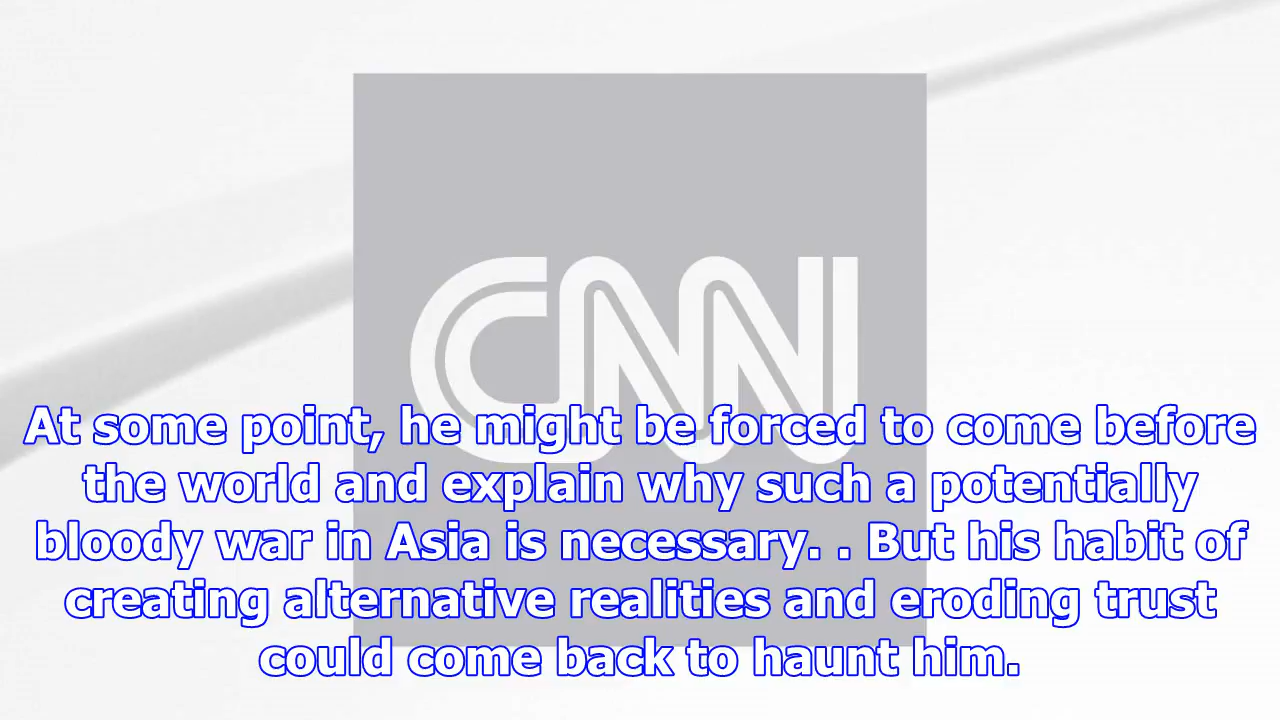 CNN
At some point, he might be forced to come before
the world and explain why such a potentially
bloody war in Asia is necessary. . But his habit of
creating alternative realities and eroding trust
could come back to haunt him.